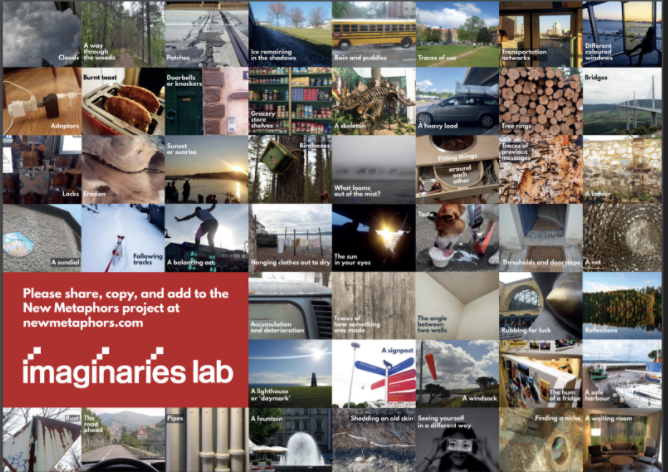 Clouds
A way
through
the woods
Patches
Ice remaining
in the shadows
Rain and puddles
Traces of use
Transportation
networks
Different
coloured
windows
Adaptors
Burnt toast
Doorbells
or knockers
Grocery
store
shelves
A skeleton
A heavy load
Tree rings
Bridges
Locks
Erosion
Sunset
or sunrise
Birdboxes
What looms
out of the mist?
Fitting things
around
each
other
Traces of
previous
messages
A ladder
A sundial
Following
tracks
A balancing act
Hanging clothes out to dry
The sun
in your eyes
Taste
Thresholds and doorsteps
A net
Please share, copy, and add to the
New Metaphors project at
newmetaphors.com
imaginaries lab
Accumulation
and deterioration
Traces of
how something
was made
The angle
between
two walls
Rubbing for luck
Reflections
A lighthouse
or 'daymark'
A signpost
A windsock
The hum
of a fridge
A safe
harbour
Rust
The
road
ahead
Pipes
A fountain
Shedding an old skin
Seeing yourself
in a different way
Finding a niche
A waiting room